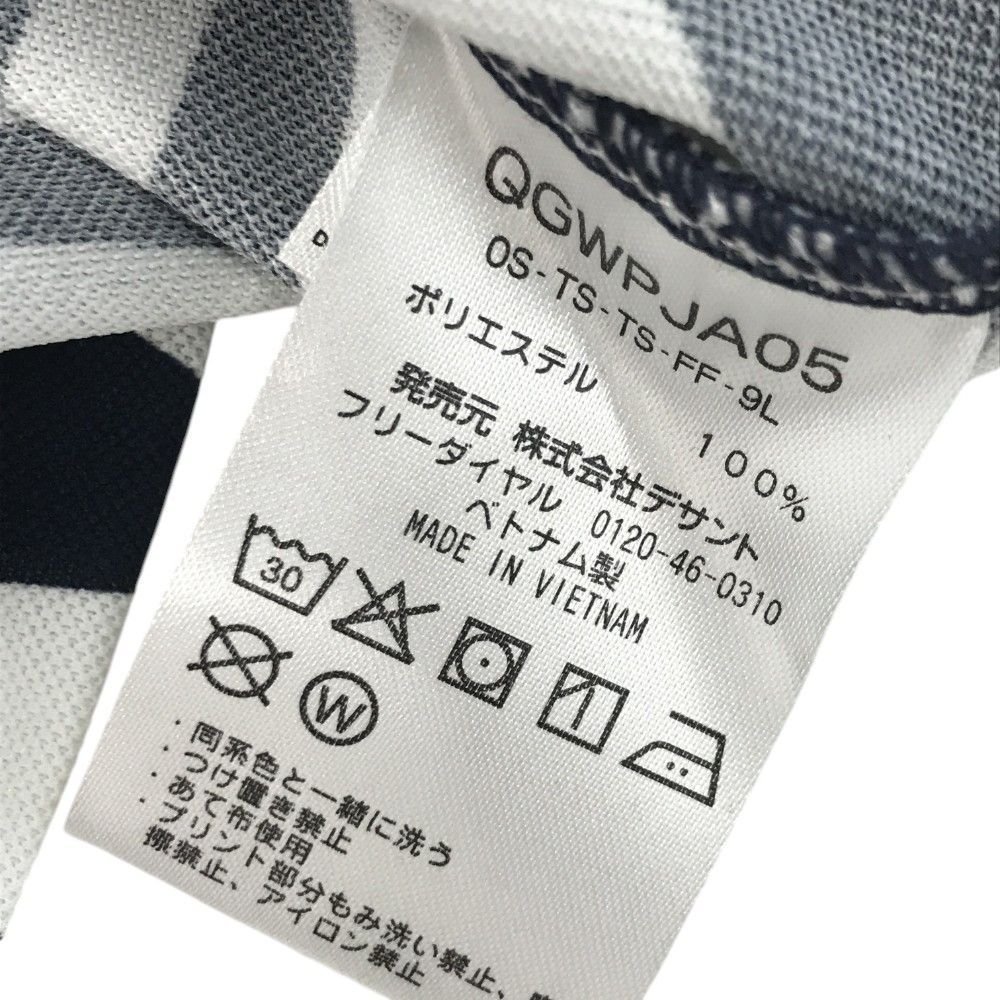 QGWPJA05
0S-TS-TS-FF-9L
ポリエステル 100%
発売元 株式会社デサント
フリーダイヤル 0120-46-0310
ベトナム製
MADE IN VIETNAM
30
W
・同系色と一緒に洗う
・つけ置き禁止
・あて布使用
・プリント部分もみ洗い禁止、
擦禁止、アイロン禁止
D